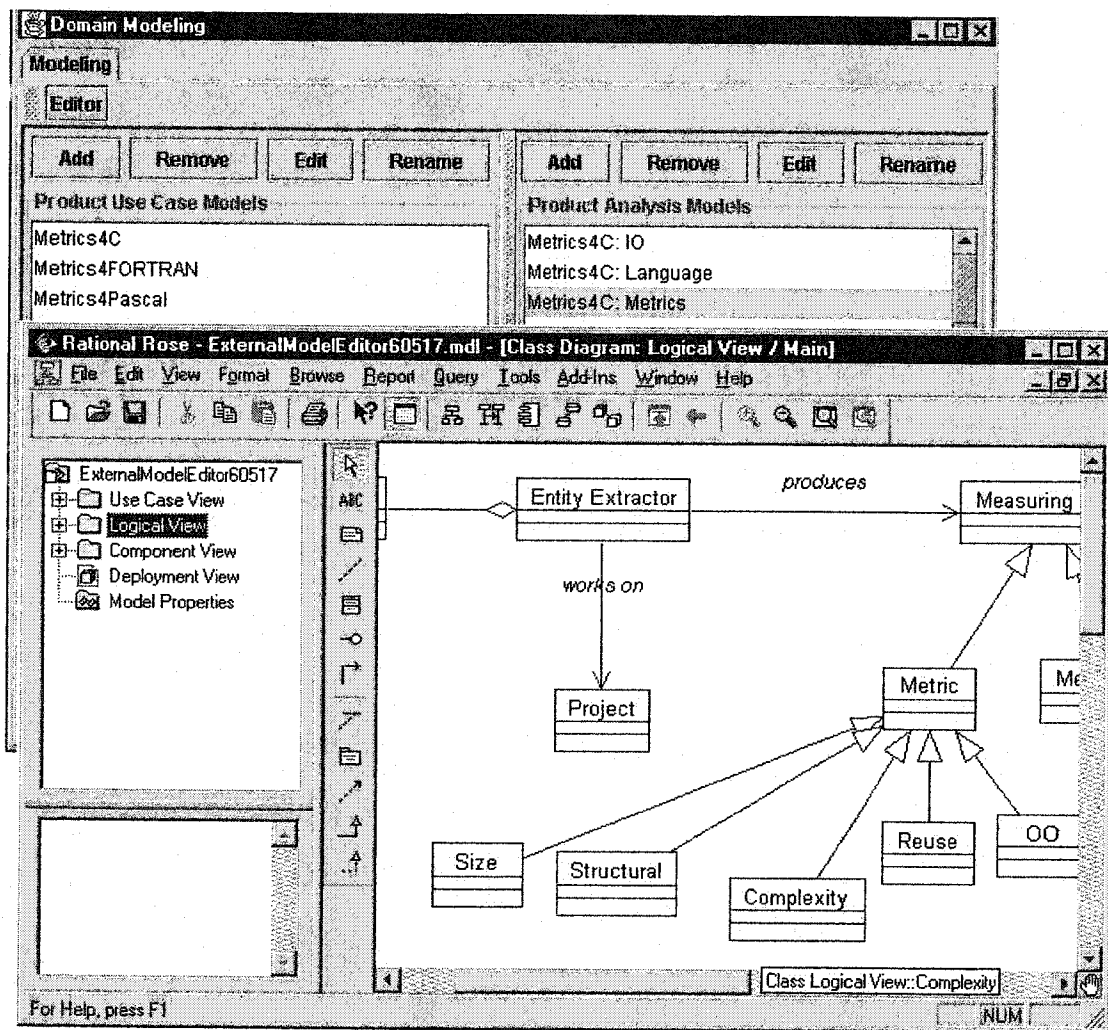 Domain Modeling
Modeling
Editor
Add Remove Edit Rename Add Remove Edit Rename
Product Use Case Models
Metrics4C
Metrics4FORTRAN
Metrics4Pascal
Product Analysis Models
Metrics4C: IO
Metrics4C: Language
Metrics4C: Metrics
Rational Rose - ExternalModelEditor60517.mdl - [Class Diagram: Logical View / Main]
File Edit View Format Browse Report Query Tools Add-Ins Window Help
ExternalModelEditor60517
Use Case View
Logical View
Component View
Deployment View
Model Properties
ABC
Entity Extractor
produces
Measuring
works on
Project
Metric
Me
Size
Structural
Complexity
Reuse
OO
Class Logical View::Complexity
For Help, press F1
NUM